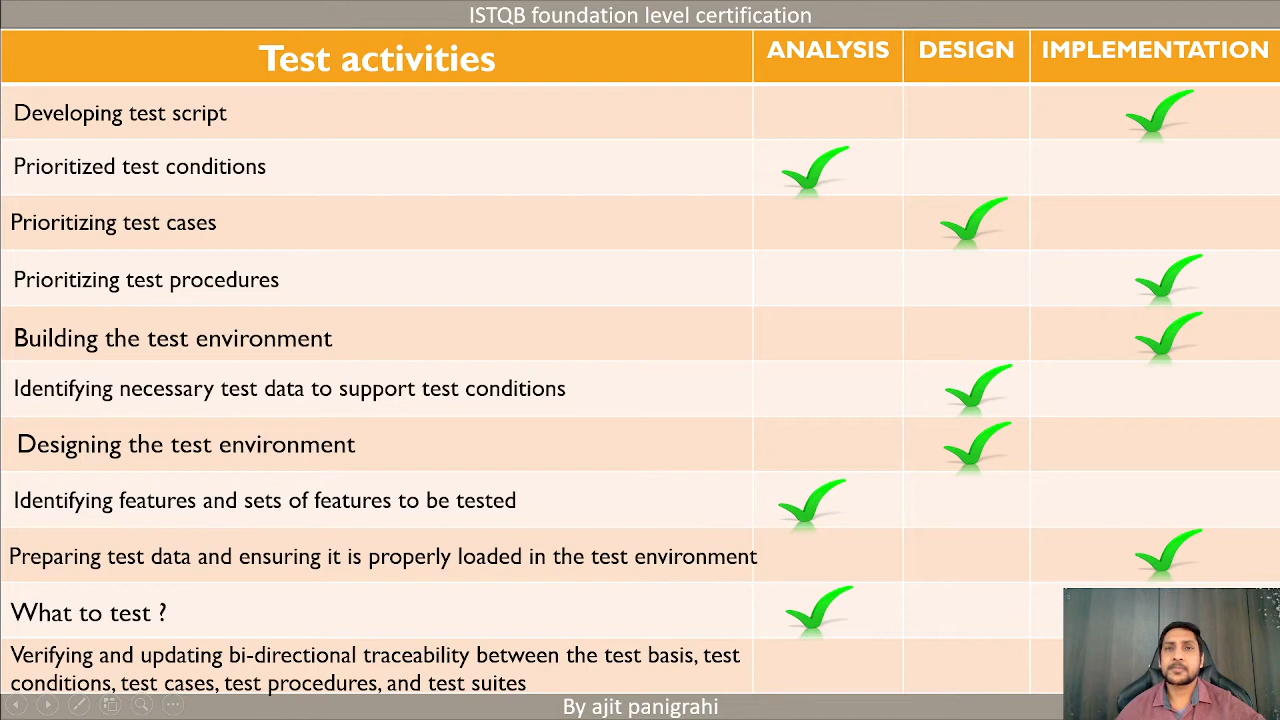 ISTQB foundation level certification
Test activities ANALYSIS DESIGN IMPLEMENTATION
Developing test script
Prioritized test conditions
Prioritizing test cases
Prioritizing test procedures
Building the test environment
Identifying necessary test data to support test conditions
Designing the test environment
Identifying features and sets of features to be tested
Preparing test data and ensuring it is properly loaded in the test environment
What to test ?
Verifying and updating bi-directional traceability between the test basis, test
conditions, test cases, test procedures, and test suites
By ajit panigrahi